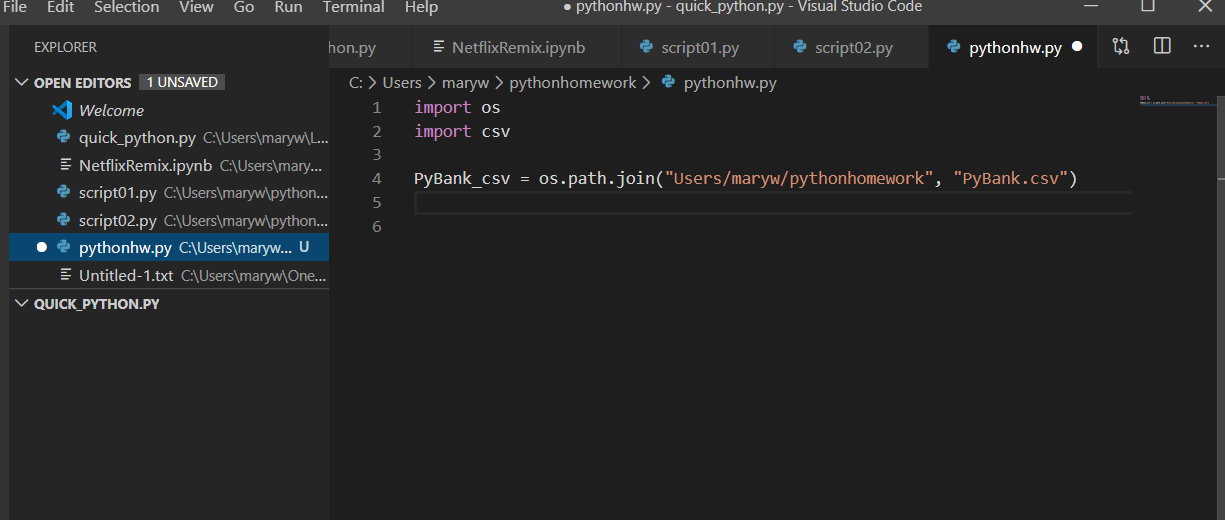 File Edit Selection View Go Run Terminal Help ● pythonhw.py - quick_python.py - Visual Studio Code
EXPLORER
OPEN EDITORS 1 UNSAVED
Welcome
quick_python.py C:\Users\maryw\L...
NetflixRemix.ipynb C:\Users\mary...
script01.py C:\Users\maryw\python...
script02.py C:\Users\maryw\python...
pythonhw.py C:\Users\maryw... U
Untitled-1.txt C:\Users\maryw\One...
QUICK_PYTHON.PY
hon.py NetflixRemix.ipynb script01.py script02.py pythonhw.py ● ...
C: > Users > maryw > pythonhomework > pythonhw.py
1 import os
2 import csv
3
4 PyBank_csv = os.path.join("Users/maryw/pythonhomework", "PyBank.csv")
5
6